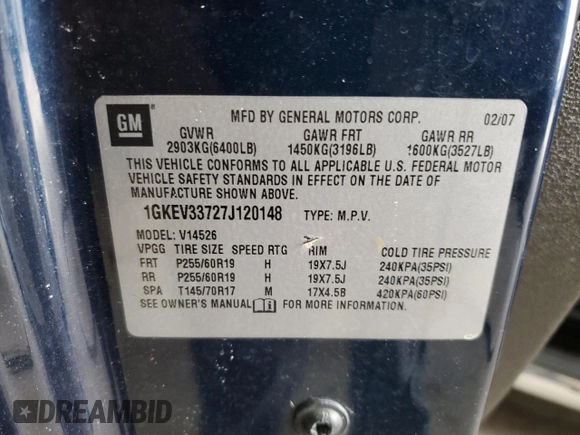 GM
MFD BY GENERAL MOTORS CORP. 02/07
GVWR GAWR FRT GAWR RR
2903KG(6400LB) 1450KG(3196LB) 1600KG(3527LB)
THIS VEHICLE CONFORMS TO ALL APPLICABLE U.S. FEDERAL MOTOR
VEHICLE SAFETY STANDARDS IN EFFECT ON THE DATE OF
MANUFACTURE SHOWN ABOVE.
1GKEV33727J120148 TYPE: M.P.V.
MODEL: V14526
VPGG TIRE SIZE SPEED RTG RIM COLD TIRE PRESSURE
FRT P255/60R19 H 19X7.5J 240KPA(35PSI)
RR P255/60R19 H 19X7.5J 240KPA(35PSI)
SPA T145/70R17 M 17X4.5B 420KPA(60PSI)
SEE OWNER'S MANUAL FOR MORE INFORMATION.
DREAMBID